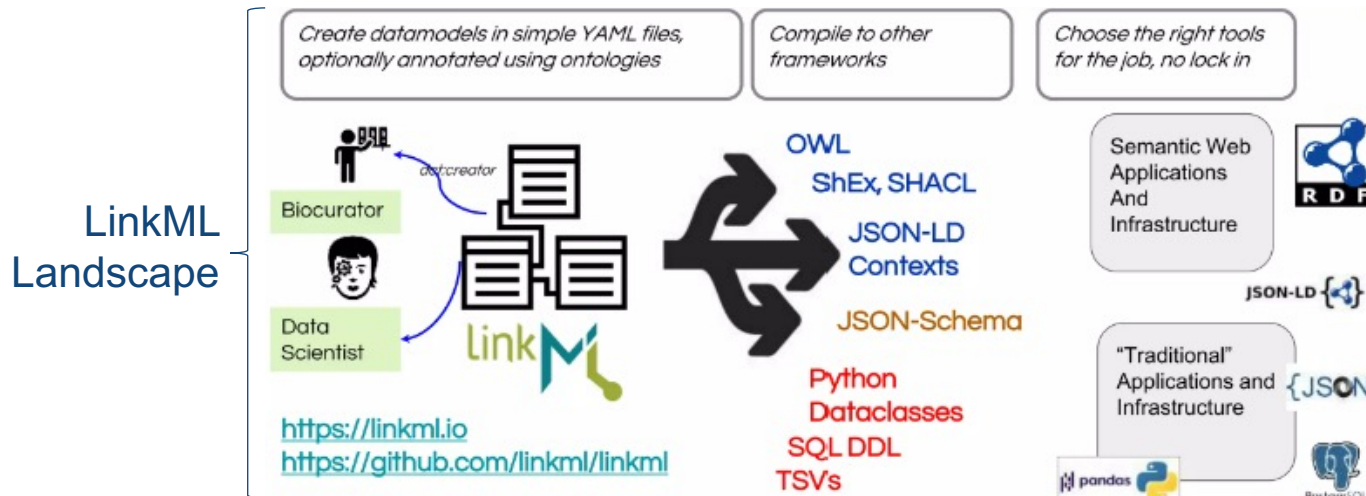 LinkML
Landscape
Create datamodels in simple YAML files,
optionally annotated using ontologies
Compile to other
frameworks
Choose the right tools
for the job, no lock in
Biocurator
Data
Scientist
link ML
https://linkml.io
https://github.com/linkml/linkml
OWL
ShEx, SHACL
JSON-LD
Contexts
JSON-Schema
Python
Dataclasses
SQL DDL
TSVs
Semantic Web
Applications
And
Infrastructure
RDF
JSON-LD
"Traditional"
Applications and
Infrastructure
{JSON
pandas